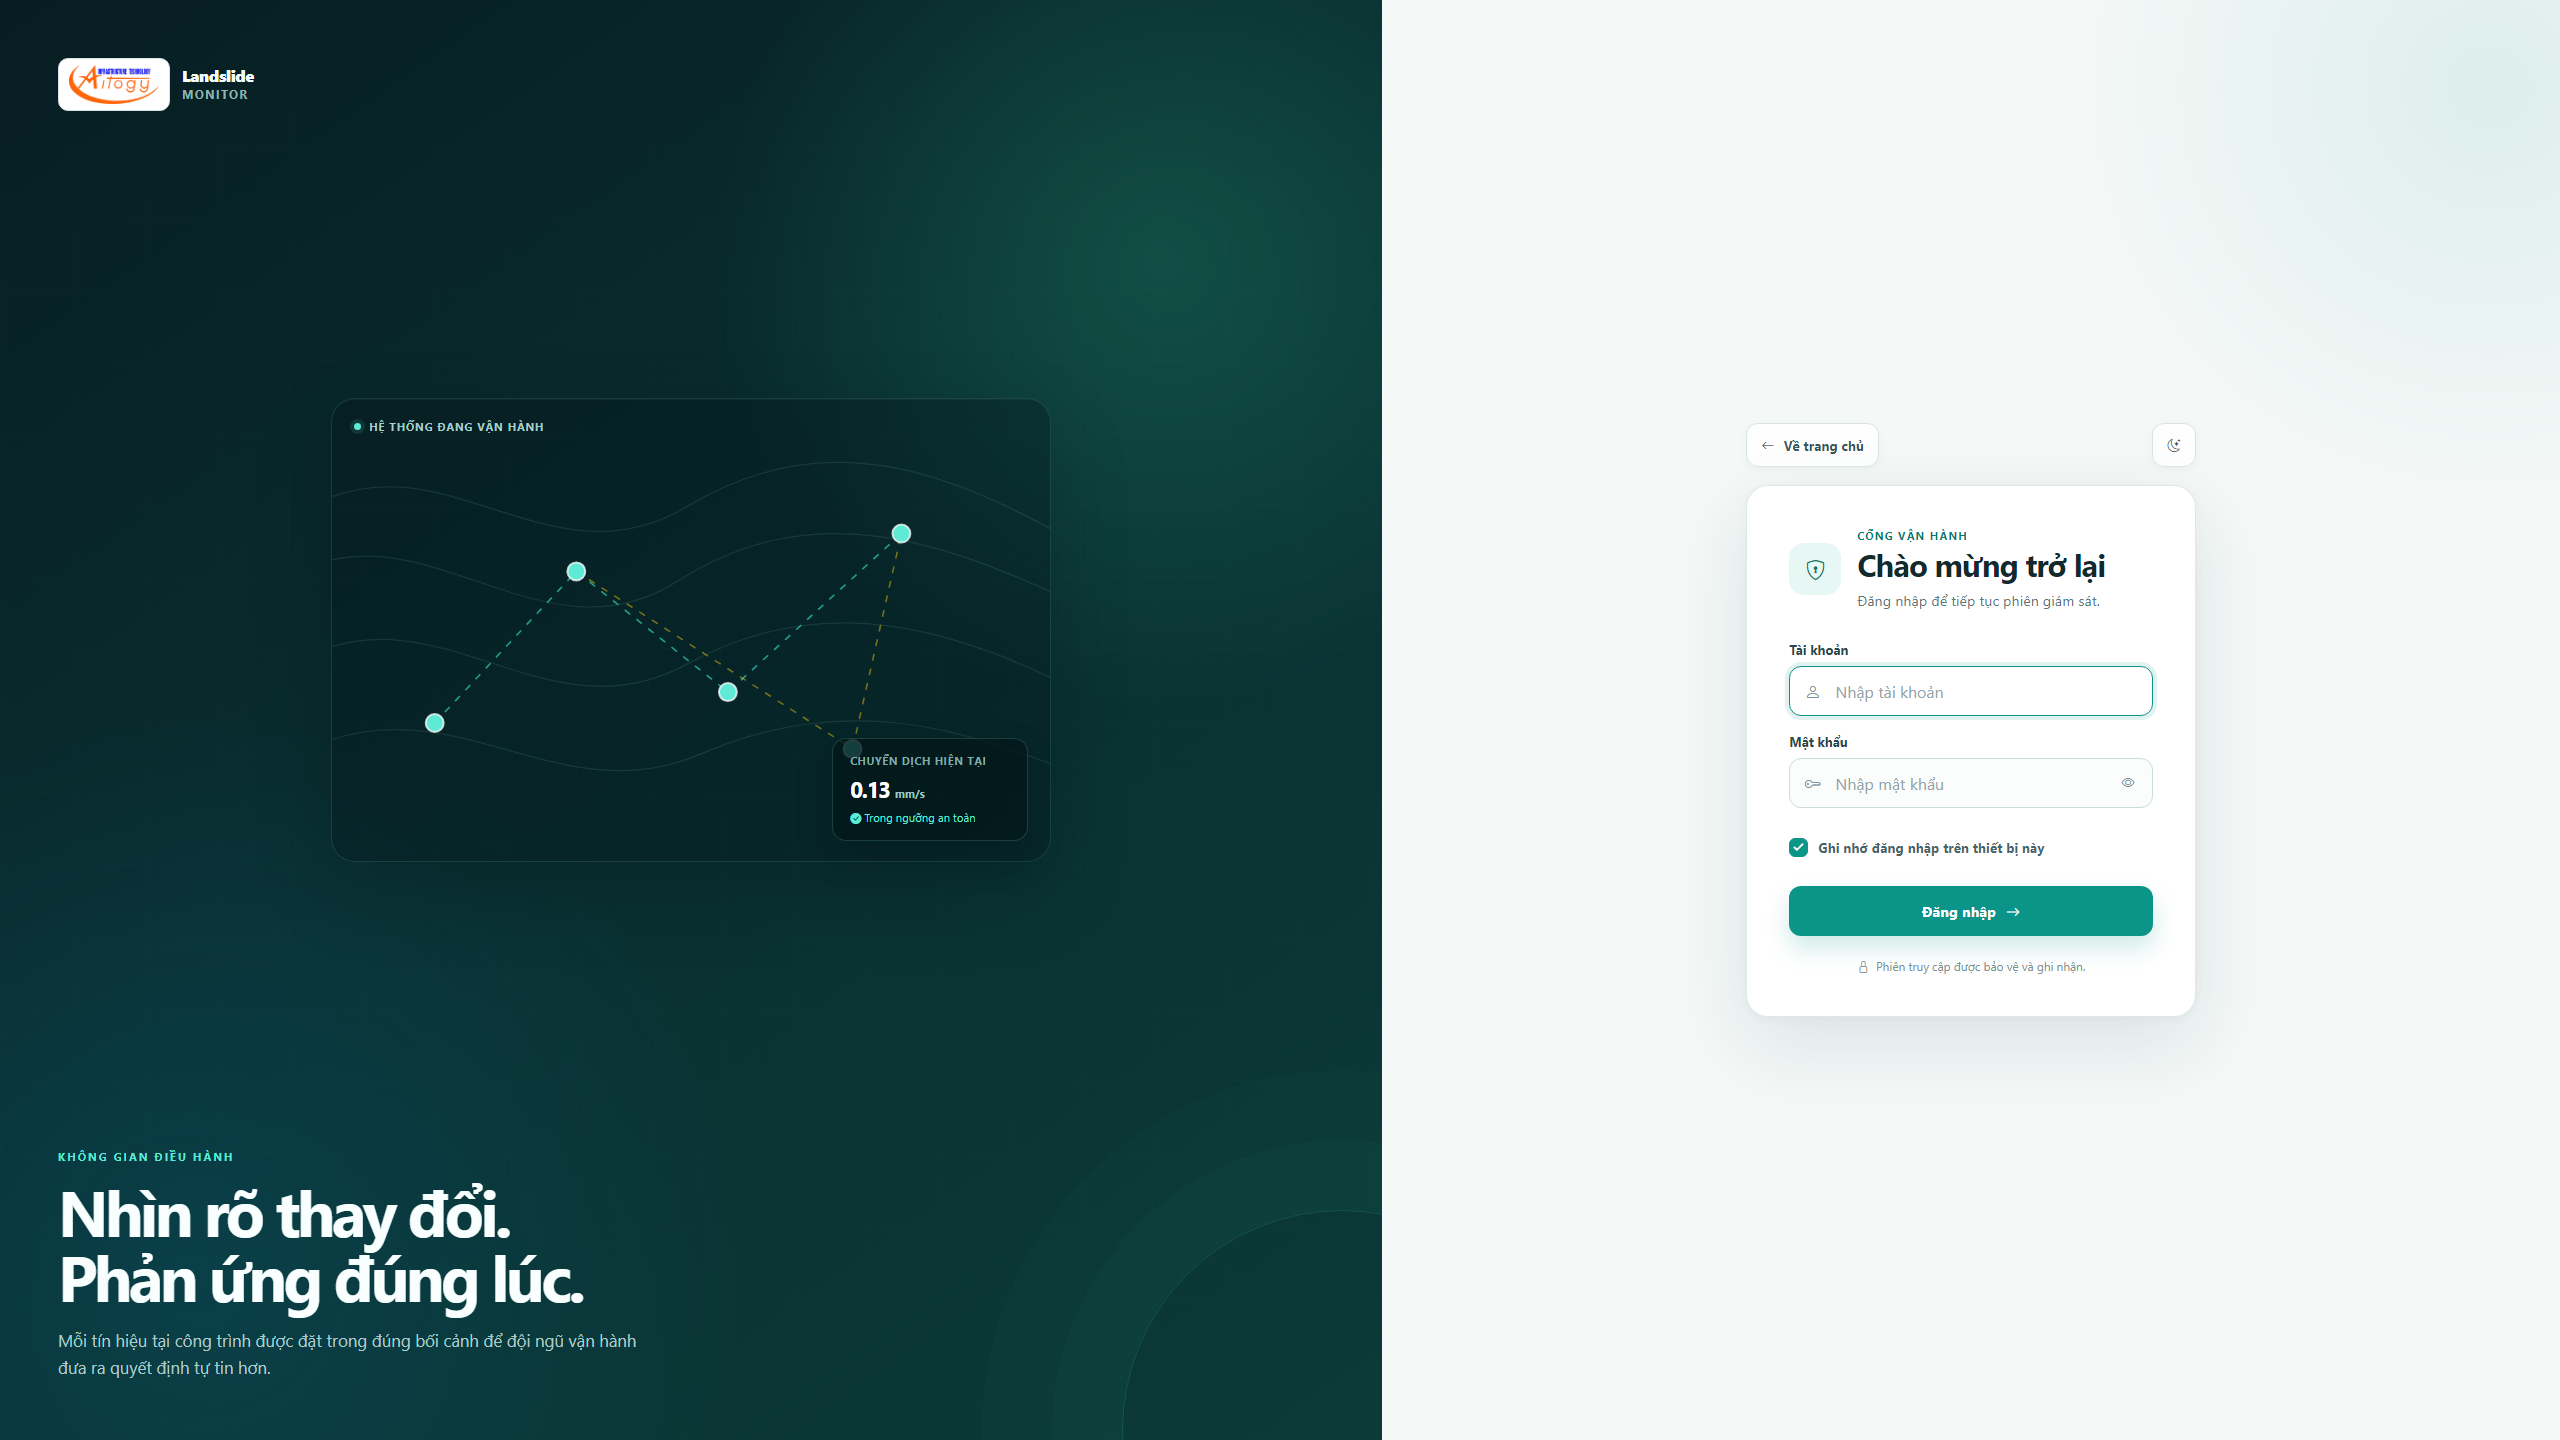 INFRASTRUCTURE TECHNOLOGY
Aitogy
Landslide
MONITOR
HỆ THỐNG ĐANG VẬN HÀNH
CHUYỂN DỊCH HIỆN TẠI
0.13 mm/s
Trong ngưỡng an toàn
KHÔNG GIAN ĐIỀU HÀNH
Nhìn rõ thay đổi.
Phản ứng đúng lúc.
Mỗi tín hiệu tại công trình được đặt trong đúng bối cảnh để đội ngũ vận hành
đưa ra quyết định tự tin hơn.
Về trang chủ
CỔNG VẬN HÀNH
Chào mừng trở lại
Đăng nhập để tiếp tục phiên giám sát.
Tài khoản
Nhập tài khoản
Mật khẩu
Nhập mật khẩu
Ghi nhớ đăng nhập trên thiết bị này
Đăng nhập
Phiên truy cập được bảo vệ và ghi nhận.